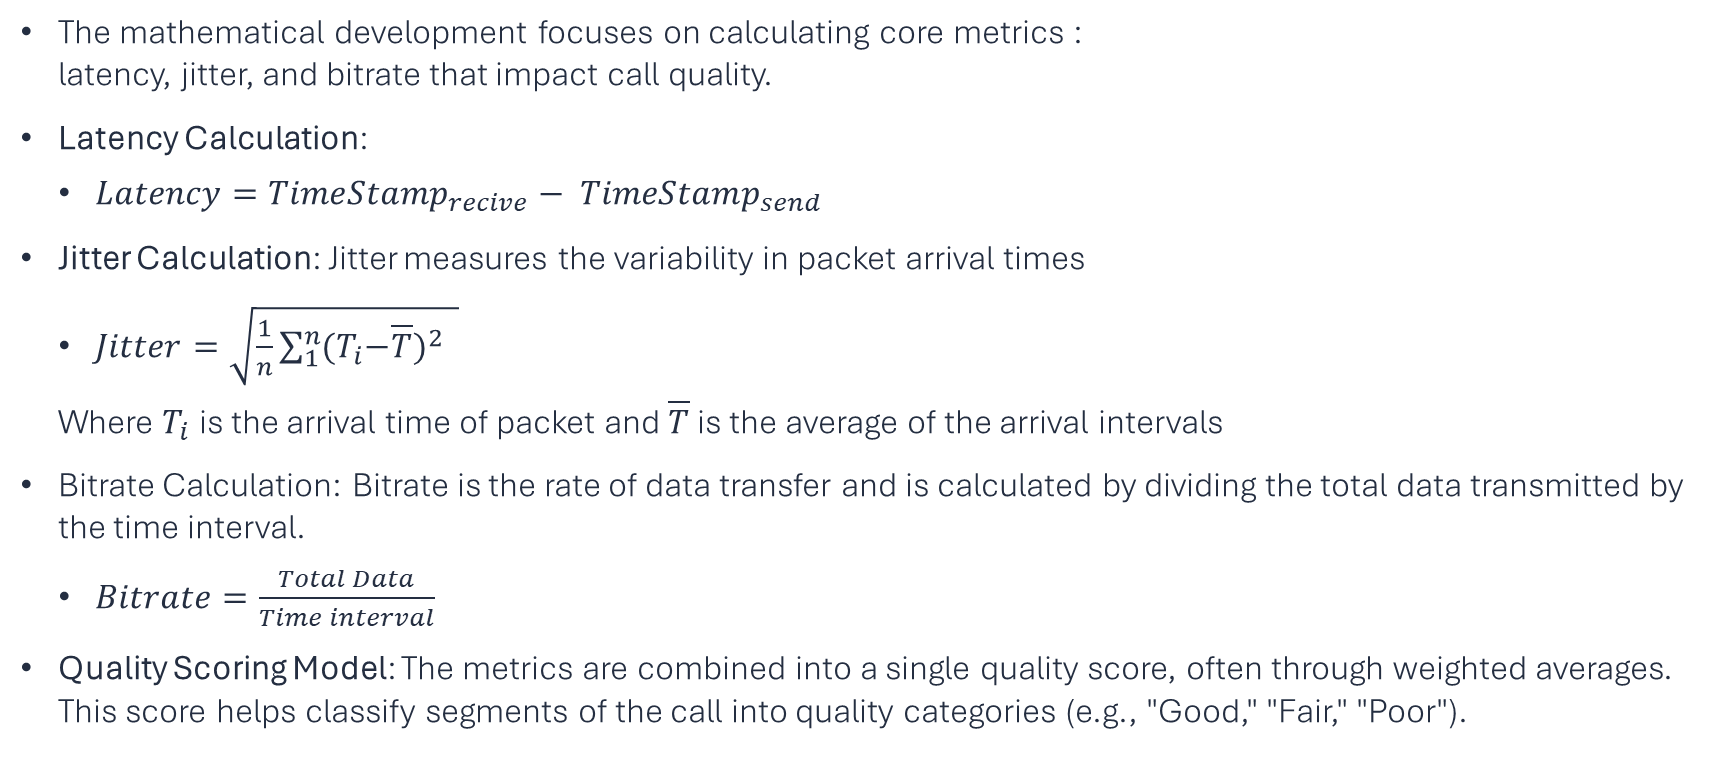 • The mathematical development focuses on calculating core metrics :
latency, jitter, and bitrate that impact call quality.
• Latency Calculation:
• Latency = TimeStamp_recive − TimeStamp_send
• Jitter Calculation: Jitter measures the variability in packet arrival times
• Jitter = √(1/n ∑₁ⁿ(Tᵢ−T̅)²)
Where Tᵢ is the arrival time of packet and T̅ is the average of the arrival intervals
• Bitrate Calculation: Bitrate is the rate of data transfer and is calculated by dividing the total data transmitted by
the time interval.
• Bitrate = Total Data / Time interval
• Quality Scoring Model: The metrics are combined into a single quality score, often through weighted averages.
This score helps classify segments of the call into quality categories (e.g., "Good," "Fair," "Poor").